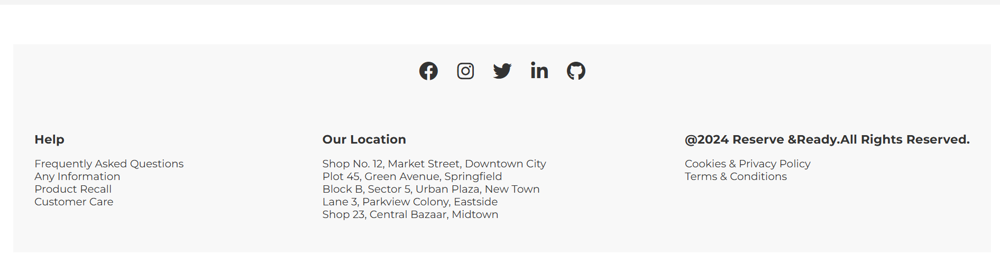 Help
Frequently Asked Questions
Any Information
Product Recall
Customer Care
Our Location
Shop No. 12, Market Street, Downtown City
Plot 45, Green Avenue, Springfield
Block B, Sector 5, Urban Plaza, New Town
Lane 3, Parkview Colony, Eastside
Shop 23, Central Bazaar, Midtown
@2024 Reserve &Ready.All Rights Reserved.
Cookies & Privacy Policy
Terms & Conditions